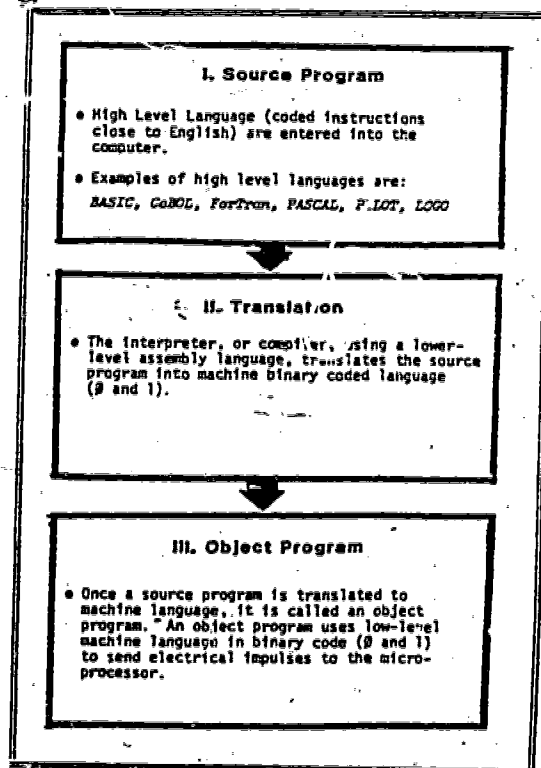 I. Source Program
• High Level Language (coded instructions
close to English) are entered into the
computer.
• Examples of high level languages are:
BASIC, CoBOL, ForTran, PASCAL, PILOT, LOGO
II. Translation
• The interpreter, or compiler, using a lower-
level assembly language, translates the source
program into machine binary coded language
(Ø and 1).
III. Object Program
• Once a source program is translated to
machine language, it is called an object
program. An object program uses low-level
machine language in binary code (Ø and 1)
to send electrical impulses to the micro-
processor.